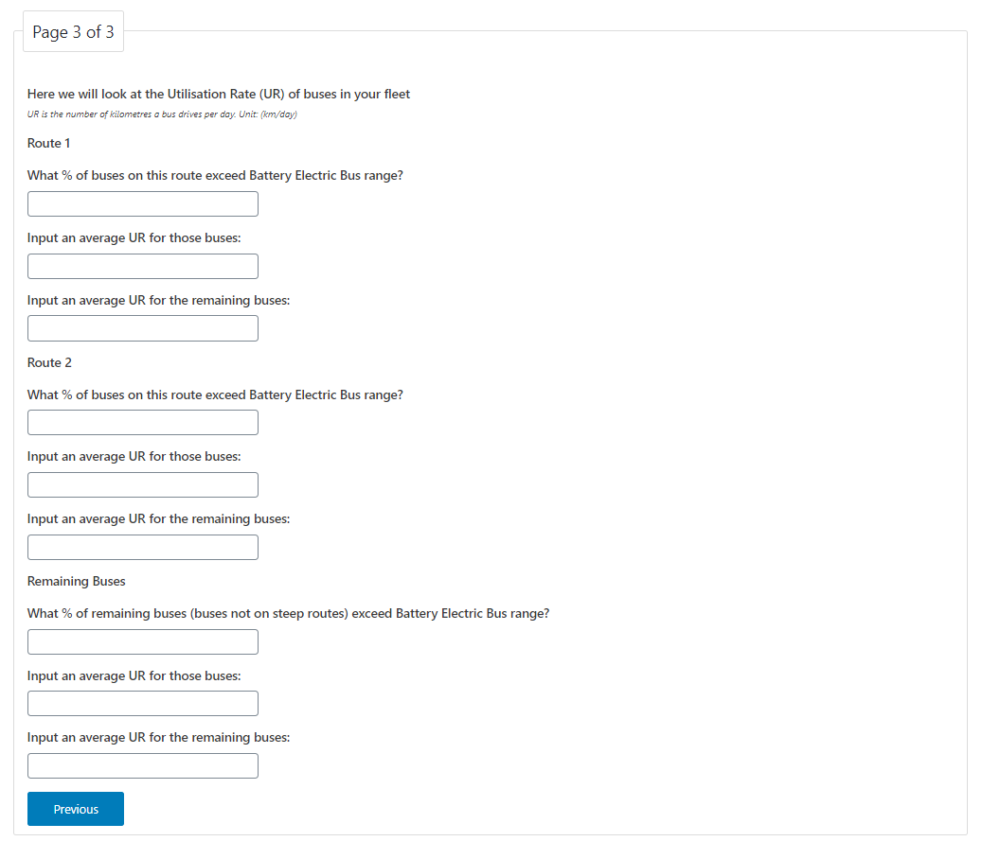 Page 3 of 3
Here we will look at the Utilisation Rate (UR) of buses in your fleet
UR is the number of kilometres a bus drives per day. Unit: (km/day)
Route 1
What % of buses on this route exceed Battery Electric Bus range?
Input an average UR for those buses:
Input an average UR for the remaining buses:
Route 2
What % of buses on this route exceed Battery Electric Bus range?
Input an average UR for those buses:
Input an average UR for the remaining buses:
Remaining Buses
What % of remaining buses (buses not on steep routes) exceed Battery Electric Bus range?
Input an average UR for those buses:
Input an average UR for the remaining buses:
Previous